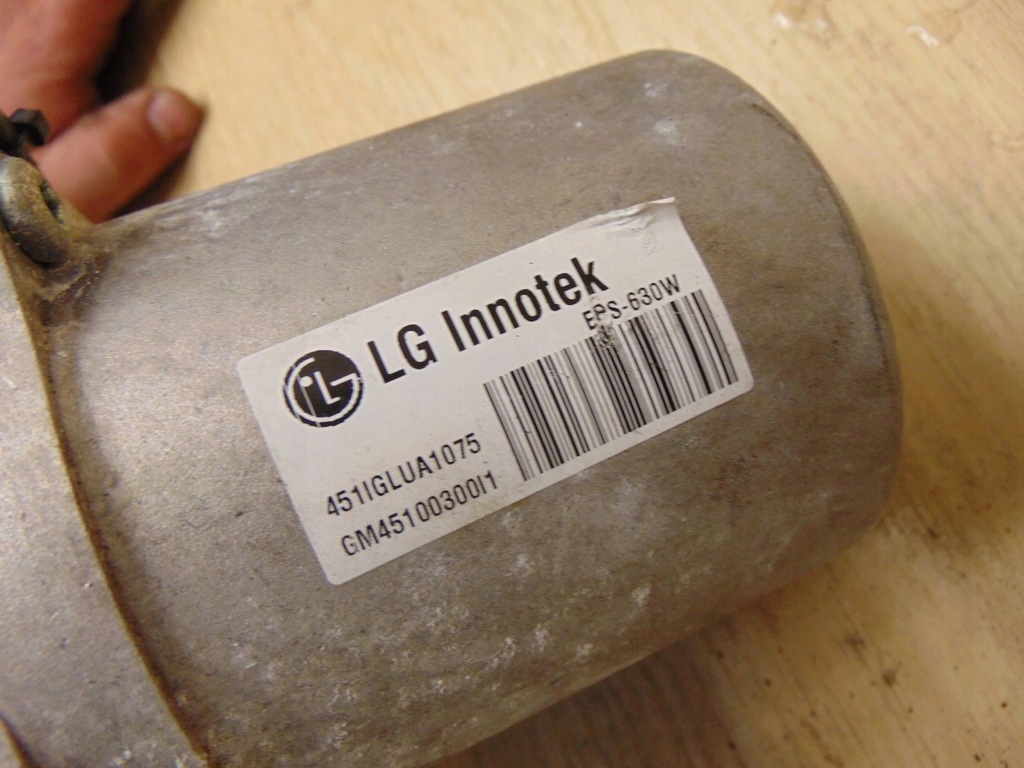 LG Innotek
EPS-630W
451IGLUA1075
GM45100300I1